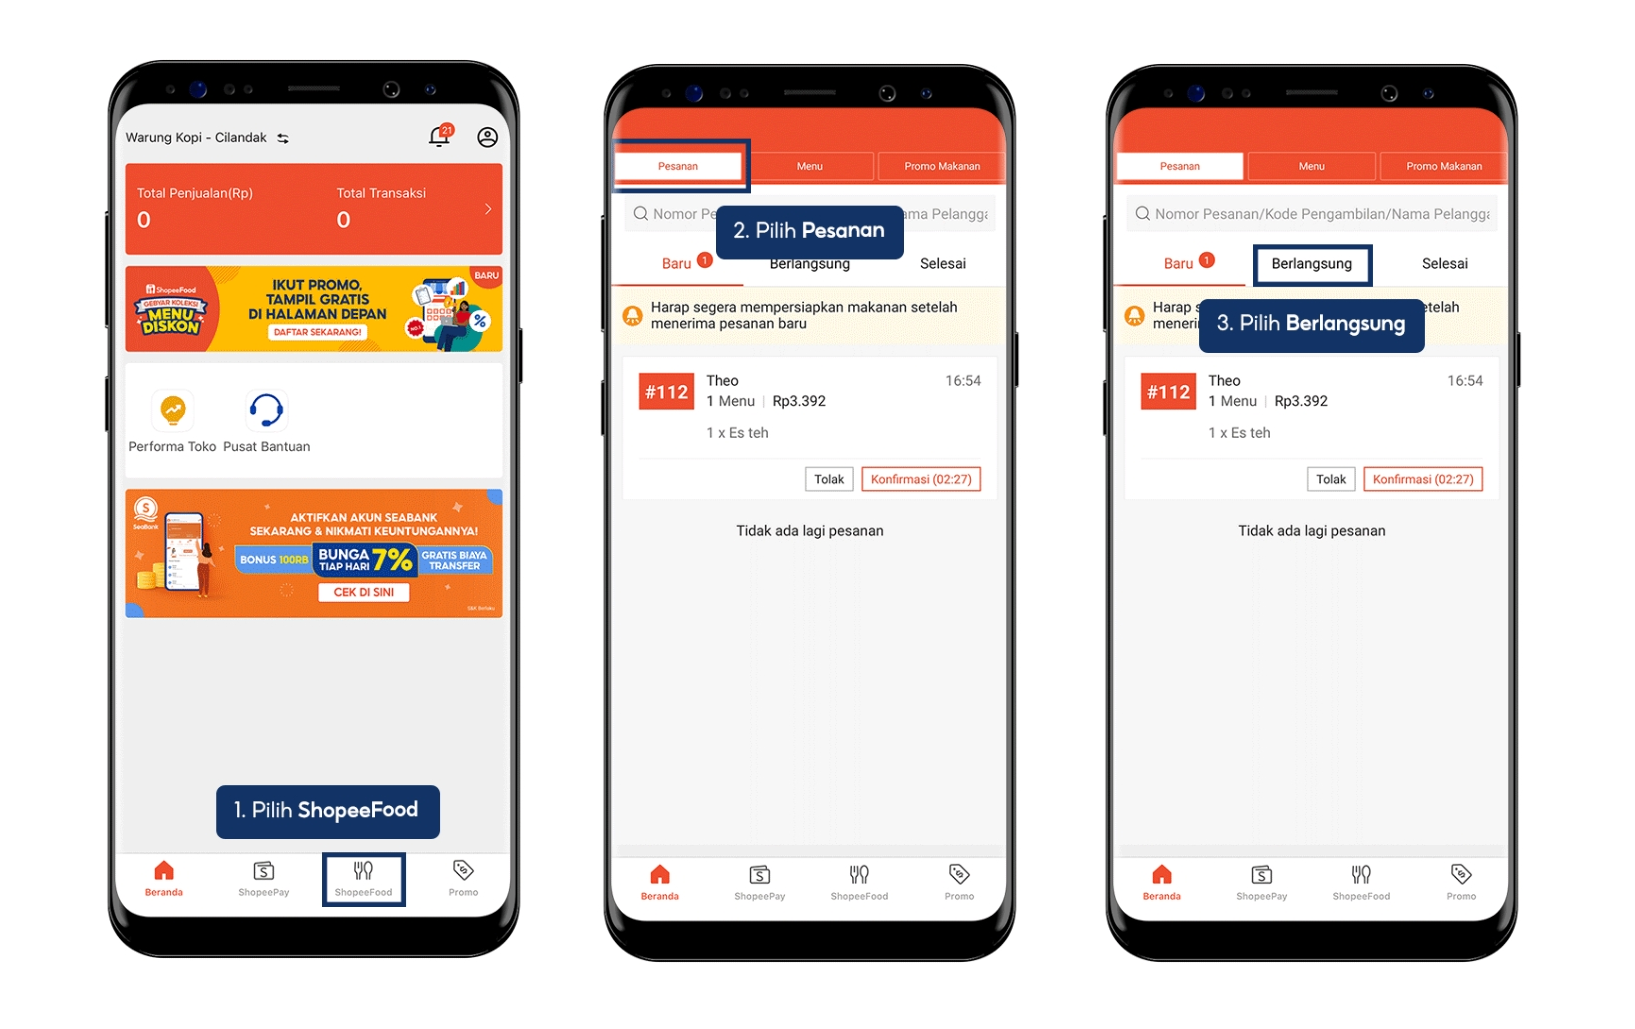 Warung Kopi - Cilandak
21
Total Penjualan(Rp)
0
Total Transaksi
0
ShopeeFood
GEBYAR KOLEKSI
MENU
DISKON
IKUT PROMO,
TAMPIL GRATIS
DI HALAMAN DEPAN
DAFTAR SEKARANG!
BARU
NO.1
%
Performa Toko
Pusat Bantuan
S
SeaBank
AKTIFKAN AKUN SEABANK
SEKARANG & NIKMATI KEUNTUNGANNYA!
BONUS 100RB
BUNGA
TIAP HARI
7%
GRATIS BIAYA
TRANSFER
CEK DI SINI
S&K Berlaku
1. Pilih ShopeeFood
Beranda
ShopeePay
ShopeeFood
Promo
Pesanan
Menu
Promo Makanan
Nomor Pe
ama Pelangga
2. Pilih Pesanan
Baru 1
Berlangsung
Selesai
Harap segera mempersiapkan makanan setelah
menerima pesanan baru
#112
Theo
16:54
1 Menu | Rp3.392
1 x Es teh
Tolak
Konfirmasi (02:27)
Tidak ada lagi pesanan
Beranda
ShopeePay
ShopeeFood
Promo
Pesanan
Menu
Promo Makanan
Nomor Pesanan/Kode Pengambilan/Nama Pelangga
Baru 1
Berlangsung
Selesai
Harap s
etelah
meneri
3. Pilih Berlangsung
#112
Theo
16:54
1 Menu | Rp3.392
1 x Es teh
Tolak
Konfirmasi (02:27)
Tidak ada lagi pesanan
Beranda
ShopeePay
ShopeeFood
Promo